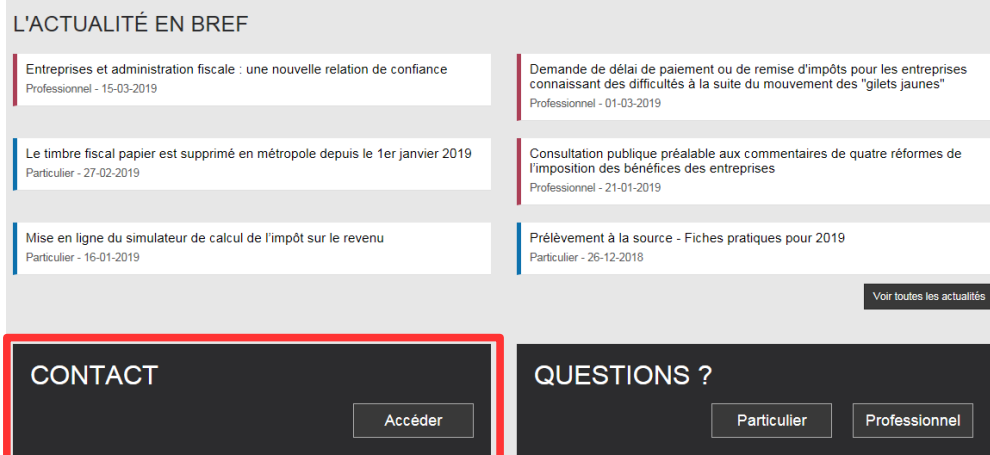 L'ACTUALITÉ EN BREF
Entreprises et administration fiscale : une nouvelle relation de confiance
Professionnel - 15-03-2019
Demande de délai de paiement ou de remise d'impôts pour les entreprises
connaissant des difficultés à la suite du mouvement des "gilets jaunes"
Professionnel - 01-03-2019
Le timbre fiscal papier est supprimé en métropole depuis le 1er janvier 2019
Particulier - 27-02-2019
Consultation publique préalable aux commentaires de quatre réformes de
l'imposition des bénéfices des entreprises
Professionnel - 21-01-2019
Mise en ligne du simulateur de calcul de l'impôt sur le revenu
Particulier - 16-01-2019
Prélèvement à la source - Fiches pratiques pour 2019
Particulier - 26-12-2018
Voir toutes les actualités
CONTACT
Accéder
QUESTIONS ?
Particulier
Professionnel